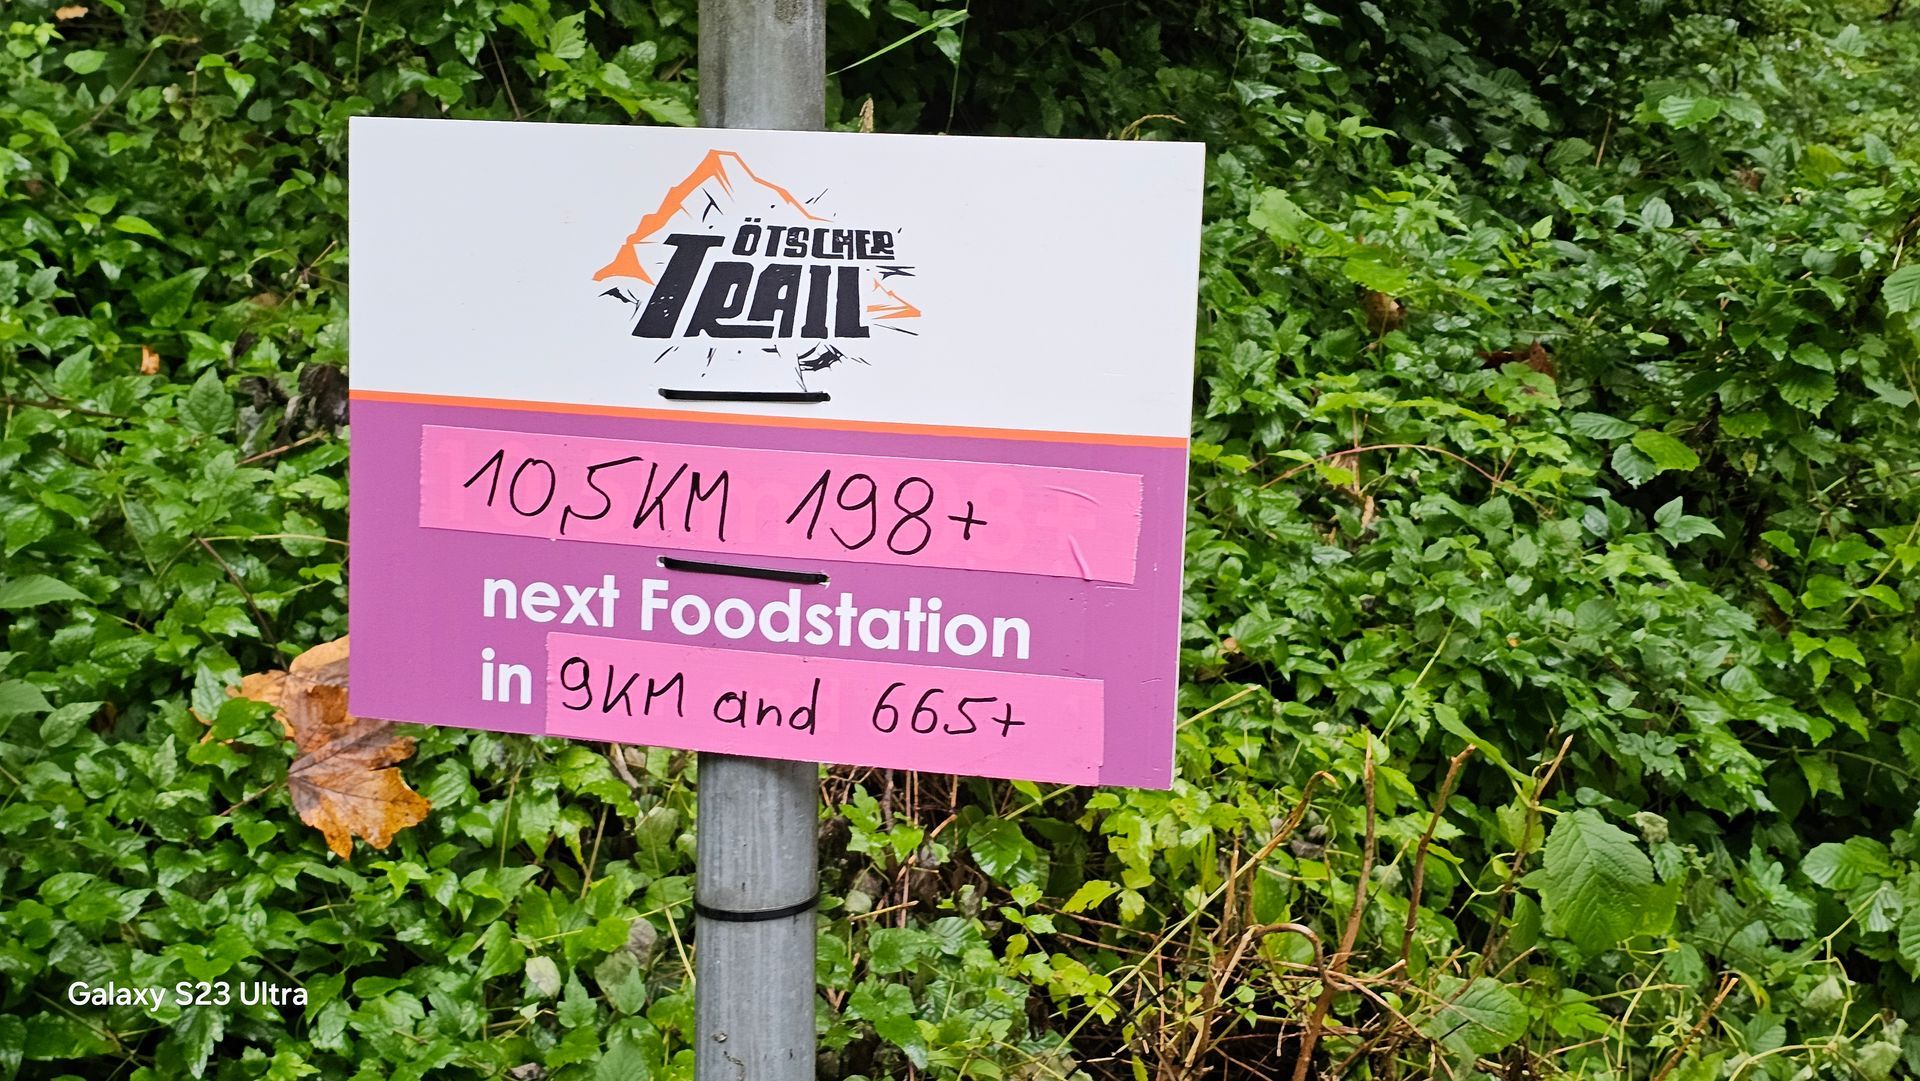 ÖTSCHER
TRAIL
10,5KM 198+
next Foodstation
in 9KM and 665+
Galaxy S23 Ultra